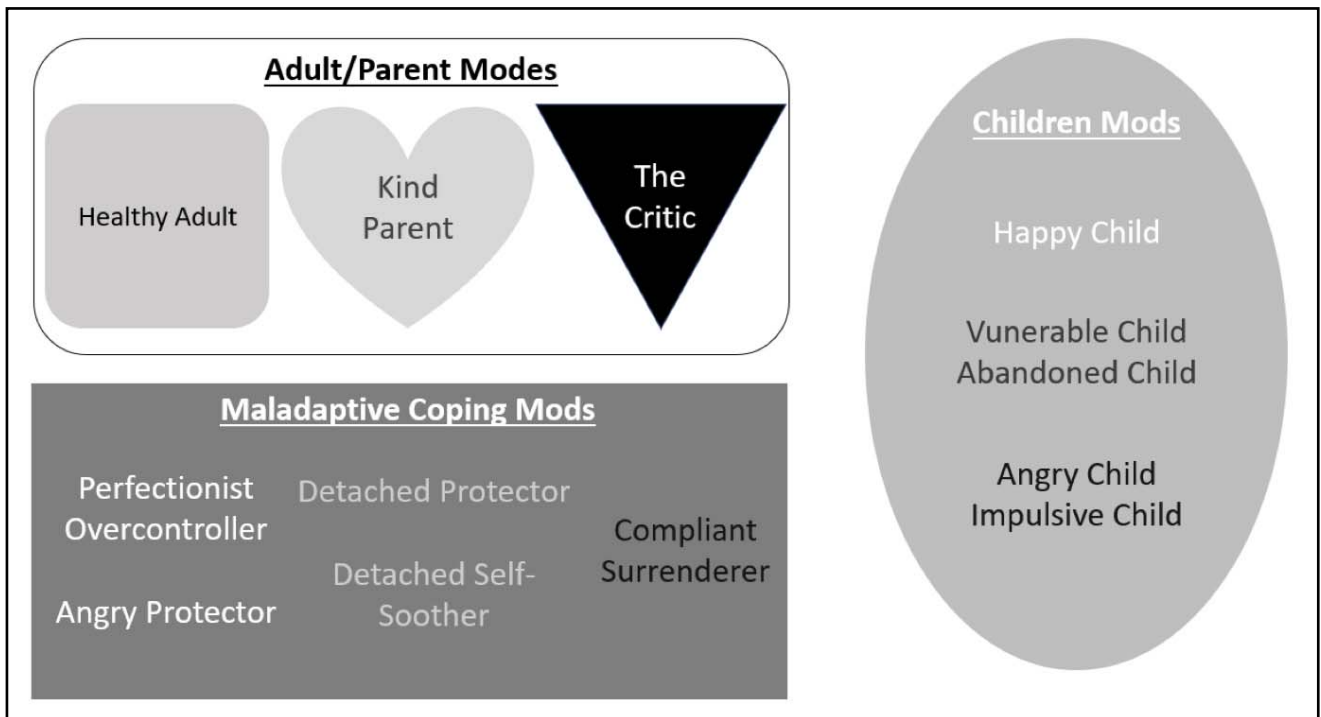 Adult/Parent Modes
Healthy Adult
Kind
Parent
The
Critic
Maladaptive Coping Mods
Perfectionist
Overcontroller
Angry Protector
Detached Protector
Detached Self-
Soother
Compliant
Surrenderer
Children Mods
Happy Child
Vunerable Child
Abandoned Child
Angry Child
Impulsive Child